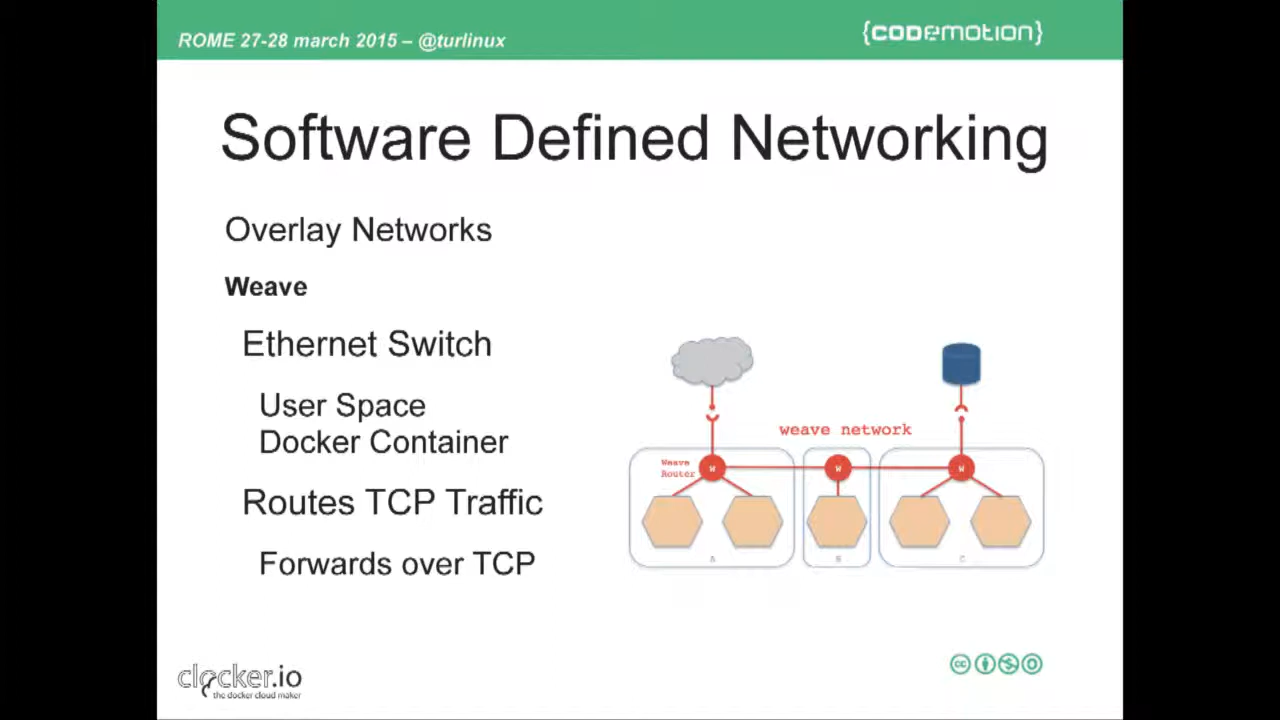 ROME 27-28 march 2015 – @turlinux
{CODEMOTION}
Software Defined Networking
Overlay Networks
Weave
Ethernet Switch
User Space
Docker Container
Routes TCP Traffic
Forwards over TCP
weave network
Weave
Router
W
W
W
A
B
C
clocker.io
the docker cloud maker
cc